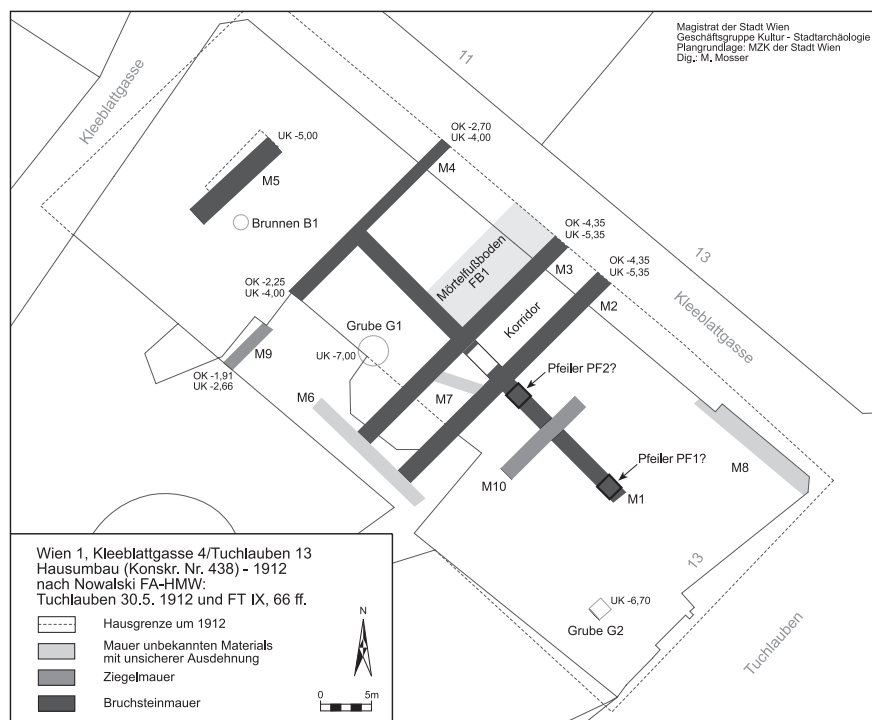 Magistrat der Stadt Wien
Geschäftsgruppe Kultur - Stadtarchäologie
Plangrundlage: MZK der Stadt Wien
Dig.: M. Mosser
11
Kleeblattgasse
OK -2,70
UK -4,00
UK -5,00
M4
M5
Brunnen B1
OK -4,35
UK -5,35
13
Mörtelfußboden
FB1
M3
OK -4,35
UK -5,35
M2
Kleeblattgasse
OK -2,25
UK -4,00
Korridor
Grube G1
M9
UK -7,00
Pfeiler PF2?
OK -1,91
UK -2,66
M6
M7
Pfeiler PF1?
M8
M10
M1
13
UK -6,70
Grube G2
Tuchlauben
Wien 1, Kleeblattgasse 4/Tuchlauben 13
Hausumbau (Konskr. Nr. 438) - 1912
nach Nowalski FA-HMW:
Tuchlauben 30.5. 1912 und FT IX, 66 ff.
Hausgrenze um 1912
Mauer unbekannten Materials
mit unsicherer Ausdehnung
Ziegelmauer
Bruchsteinmauer
N
0 5m